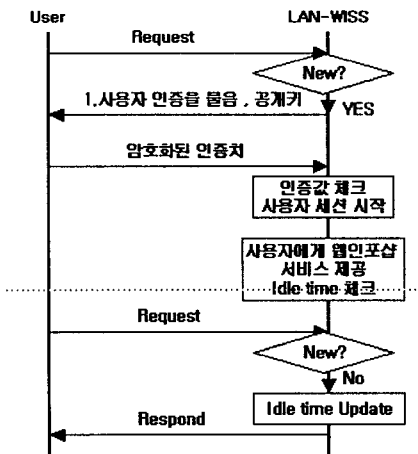 User
LAN-WISS
Request
New?
1.사용자 인증을 물음 , 공개키
YES
암호화된 인증치
인증값 체크
사용자 세션 시작
사용자에게 웹인포샵
서비스 제공
Idle time 체크
Request
New?
No
Idle time Update
Respond